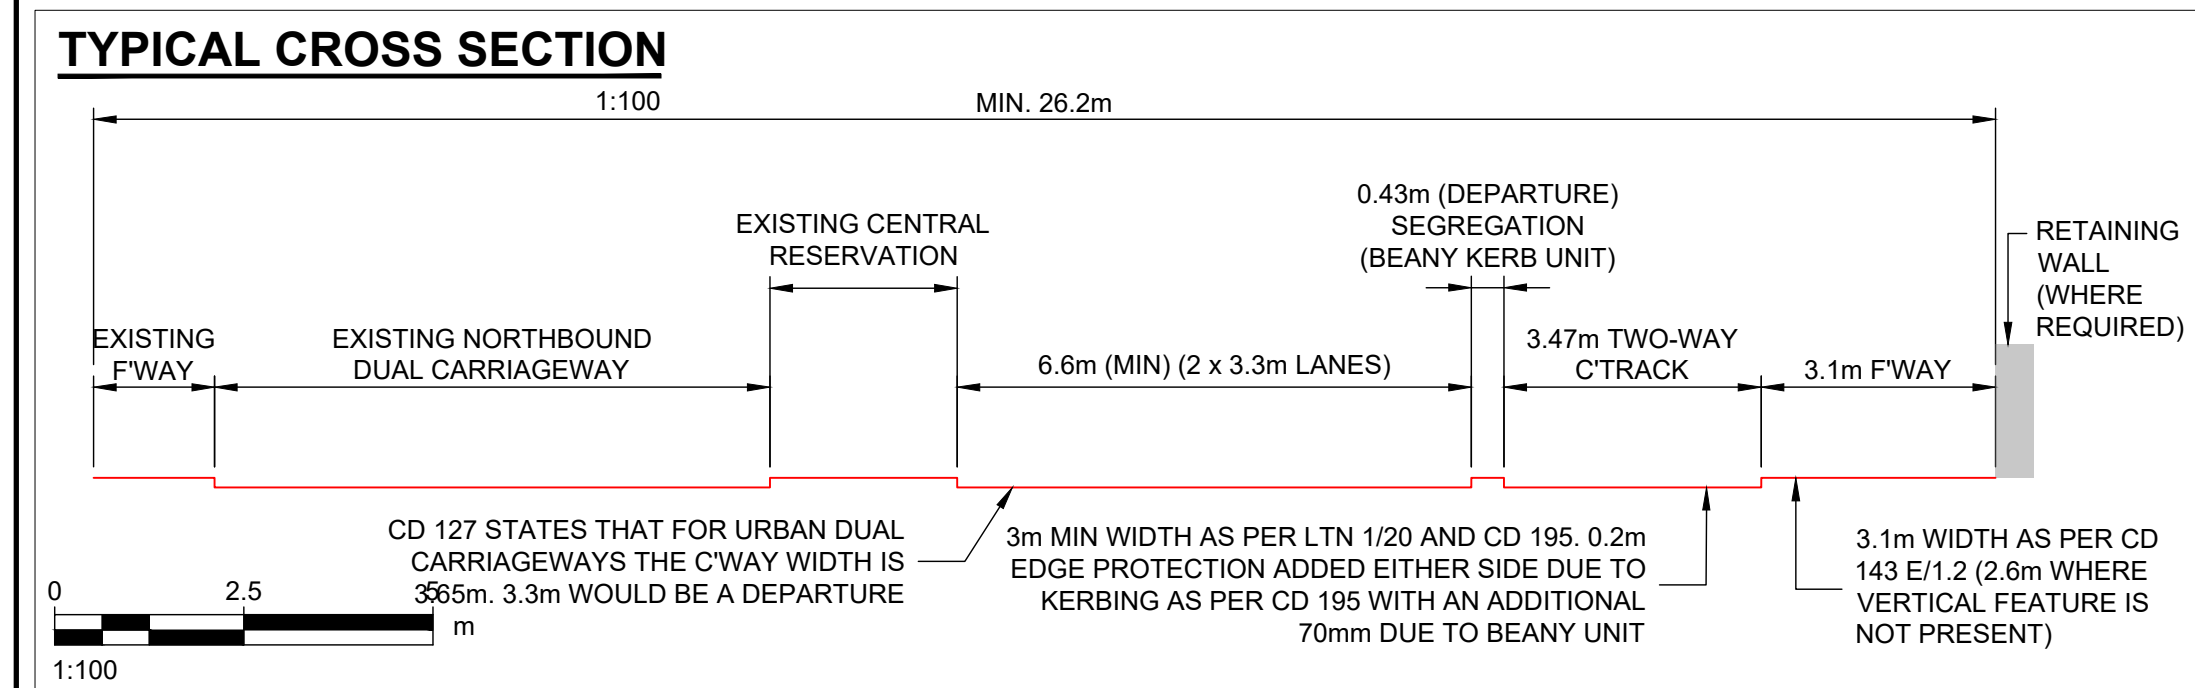 TYPICAL CROSS SECTION
1:100
MIN. 26.2m
0.43m (DEPARTURE)
SEGREGATION
(BEANY KERB UNIT)
EXISTING CENTRAL
RESERVATION
RETAINING
WALL
(WHERE
REQUIRED)
EXISTING
F'WAY
EXISTING NORTHBOUND
DUAL CARRIAGEWAY
6.6m (MIN) (2 x 3.3m LANES)
3.47m TWO-WAY
C'TRACK
3.1m F'WAY
CD 127 STATES THAT FOR URBAN DUAL
CARRIAGEWAYS THE C'WAY WIDTH IS
3.65m. 3.3m WOULD BE A DEPARTURE
3m MIN WIDTH AS PER LTN 1/20 AND CD 195. 0.2m
EDGE PROTECTION ADDED EITHER SIDE DUE TO
KERBING AS PER CD 195 WITH AN ADDITIONAL
70mm DUE TO BEANY UNIT
3.1m WIDTH AS PER CD
143 E/1.2 (2.6m WHERE
VERTICAL FEATURE IS
NOT PRESENT)
0 2.5 5
m
1:100